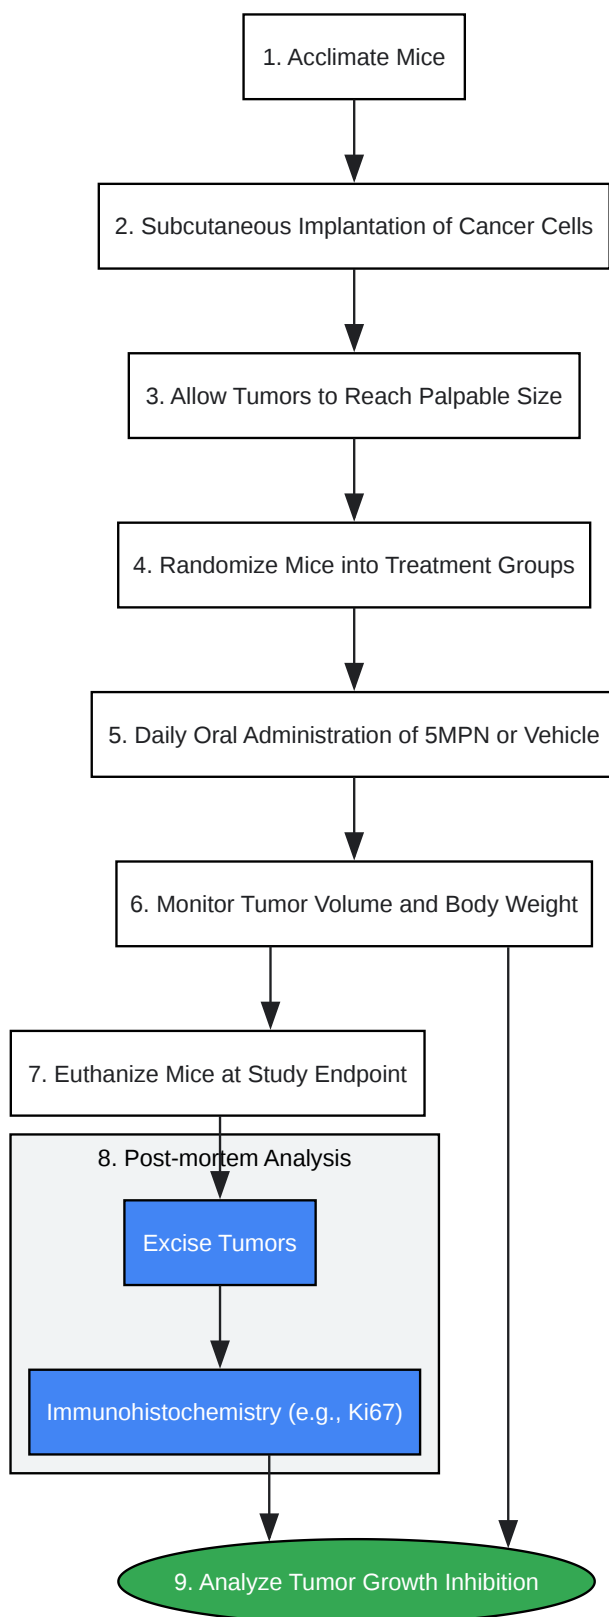 1. Acclimate Mice
2. Subcutaneous Implantation of Cancer Cells
3. Allow Tumors to Reach Palpable Size
4. Randomize Mice into Treatment Groups
5. Daily Oral Administration of 5MPN or Vehicle
6. Monitor Tumor Volume and Body Weight
7. Euthanize Mice at Study Endpoint
8. Post-mortem Analysis
Excise Tumors
Immunohistochemistry (e.g., Ki67)
9. Analyze Tumor Growth Inhibition